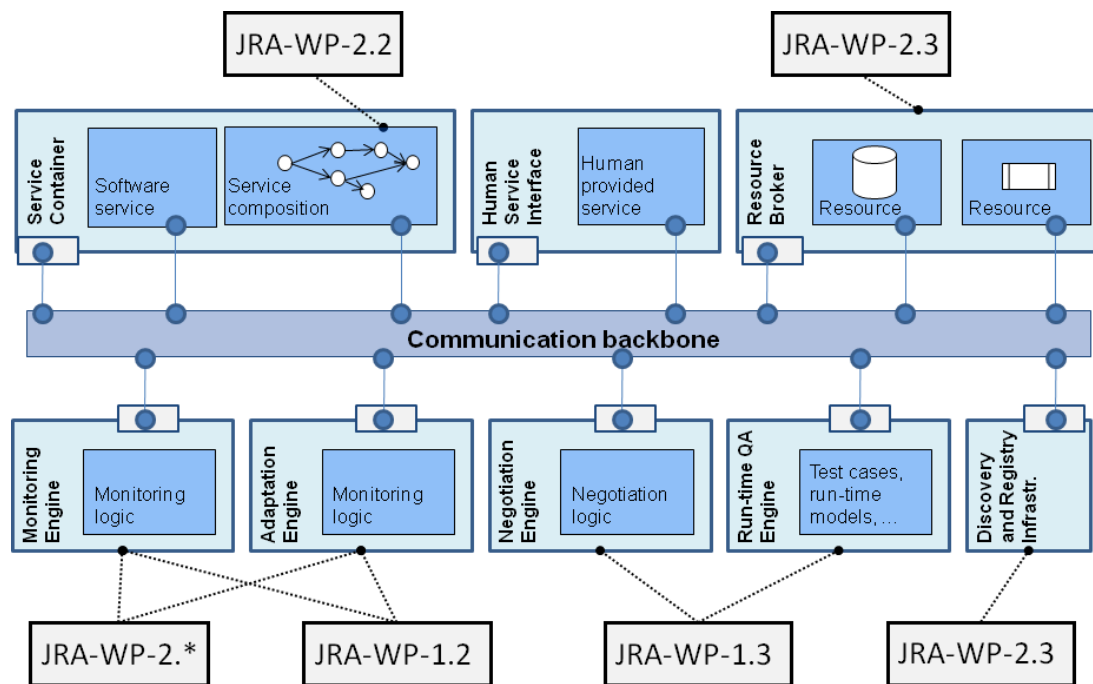 JRA-WP-2.2
JRA-WP-2.3
Service
Container
Software
service
Service
composition
Human
Service
Interface
Human
provided
service
Resource
Broker
Resource
Resource
Communication backbone
Monitoring
Engine
Monitoring
logic
Adaptation
Engine
Monitoring
logic
Negotiation
Engine
Negotiation
logic
Run-time QA
Engine
Test cases,
run-time
models, ...
Discovery
and Registry
Infrastr.
JRA-WP-2.*
JRA-WP-1.2
JRA-WP-1.3
JRA-WP-2.3